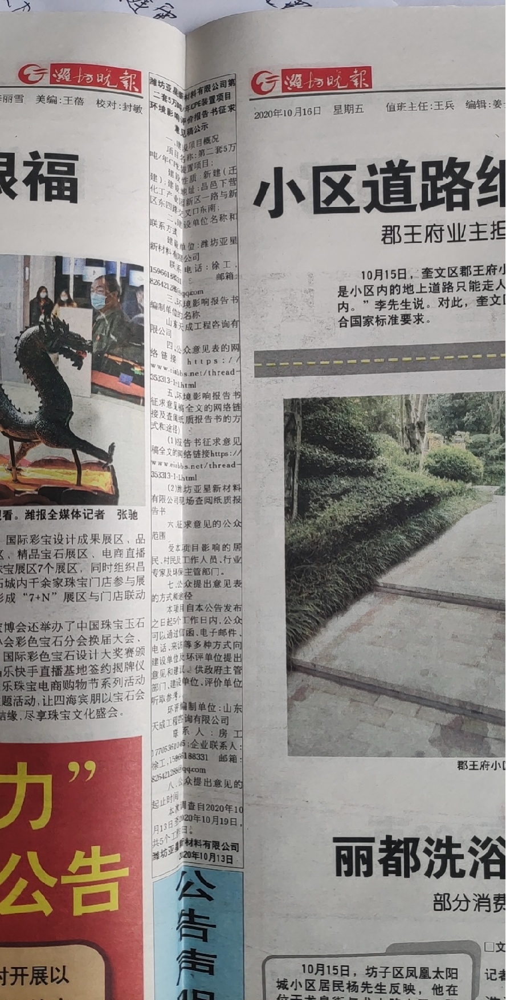 潍坊晚报
丽雪 美编:王蓓 校对:封敏
福
看。潍报全媒体记者 张驰
国际彩宝设计成果展区、品
区、精品宝石展区、电商直播
宝展区7个展区，同时组织昌
石城内千余家珠宝门店参与展
形成“7+N”展区与门店联动
博会还举办了中国珠宝玉石
协会彩色宝石分会换届大会、
国际彩色宝石设计大奖赛颁
乐快手直播基地签约揭牌仪
乐珠宝电商购物节系列活动
题活动,让四海宾朋以宝石会
结缘,尽享珠宝文化盛会。
力”
公告
时开展以
潍坊亚星新材料有限公司第
二套5万吨/年CPE装置项目
环境影响评价报告书征求
意见稿公示
一、建设项目概况
项目名称:第二套5万
吨/年CPE装置项目;
建设性质:新建(迁
建);建设地址:昌邑下营
化工产业园新区一路与新
区东四路交叉口东南;
二、建设单位名称和
联系方式
建设单位:潍坊亚星
新材料有限公司
联系电话:徐工,
15966188331 邮箱:
826421286@qq.com
三、环境影响报告书
编制单位的名称
山东天成工程咨询有
限公司
四、公众意见表的网
络链接 https://
www.eiabbs.net/thread-
353313-1-1.html
五、环境影响报告书
征求意见稿全文的网络链
接及查阅纸质报告书的方
式和途径)
(1)报告书征求意见
稿全文的网络链接https://
www.eiabbs.net/thread-
353313-1-1.html
(2)潍坊亚星新材料
有限公司现场查阅纸质报
告书
六、征求意见的公众
范围
受本项目影响的居
民、村民及工作人员、行业
专家及环保主管部门。
七、公众提出意见表
的方式和途径
本项目自本公告发布
之日起5个工作日内,公众
可以通过信函、电子邮件、
电话、来访等多种方式向
建设单位及环评单位提出
意见和建议。供政府主管
部门、建设单位、评价单位
听取参考。
环评编制单位:山东
天成工程咨询有限公司
联系人:房工
17705361045;企业联系人:
徐工,15966188331 邮箱:
826421286@qq.com
八、公众提出意见的
起止时间
本次调查自2020年10
月13日至2020年10月19日,
共5个工作日。
潍坊亚星新材料有限公司
2020年10月13日
公告声
潍坊晚报
2020年10月16日 星期五 值班主任:王兵 编辑:姜
小区道路
郡王府业主担
10月15日，奎文区郡王府小
是小区内的地上道路只能走人
内。”李先生说。对此，奎文
合国家标准要求。
郡王府小
丽都洗浴
部分消费
□文
记者
10月15日，坊子区凤凰太阳
城小区居民杨先生反映，他在